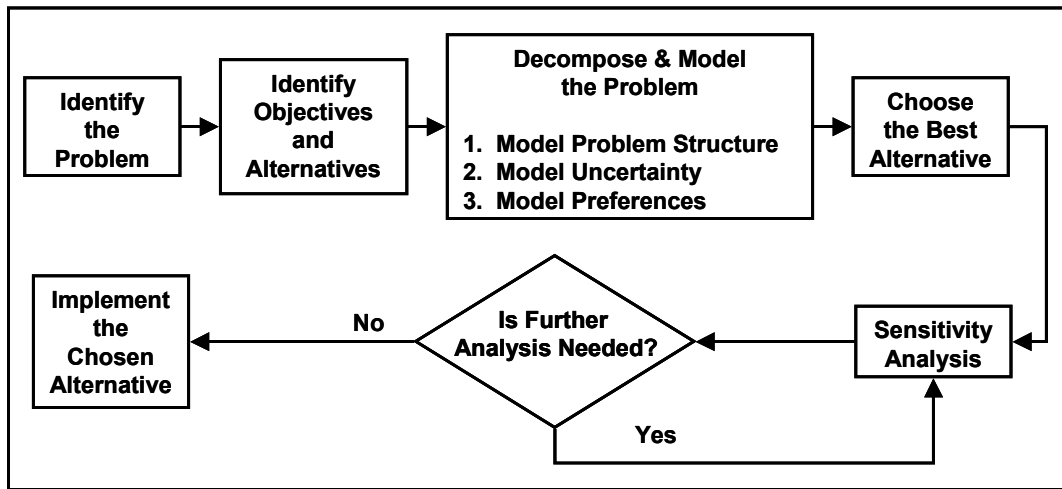 Identify
the
Problem
Identify
Objectives
and
Alternatives
Decompose & Model
the Problem
1. Model Problem Structure
2. Model Uncertainty
3. Model Preferences
Choose
the Best
Alternative
Implement
the
Chosen
Alternative
No
Is Further
Analysis Needed?
Sensitivity
Analysis
Yes